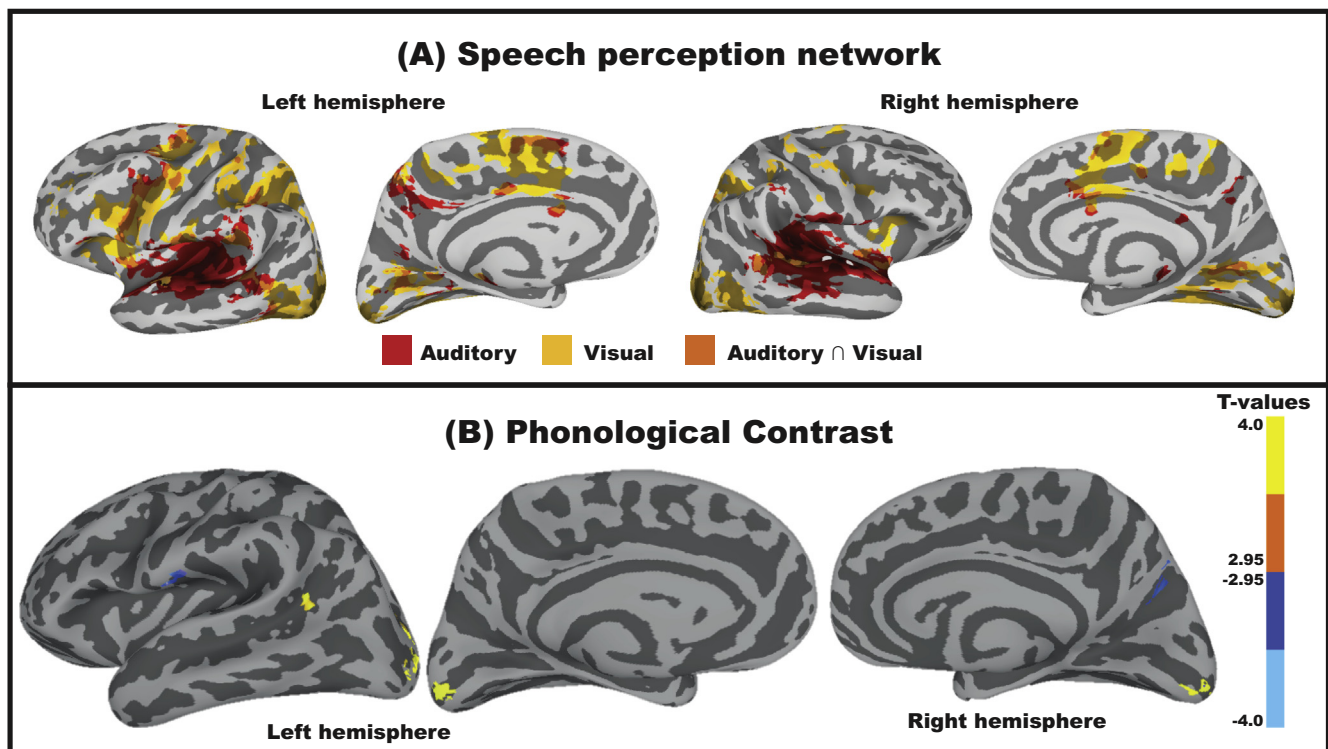 (A) Speech perception network
Left hemisphere
Right hemisphere
Auditory
Visual
Auditory ∩ Visual
(B) Phonological Contrast
T-values
4.0
2.95
-2.95
-4.0
Left hemisphere
Right hemisphere